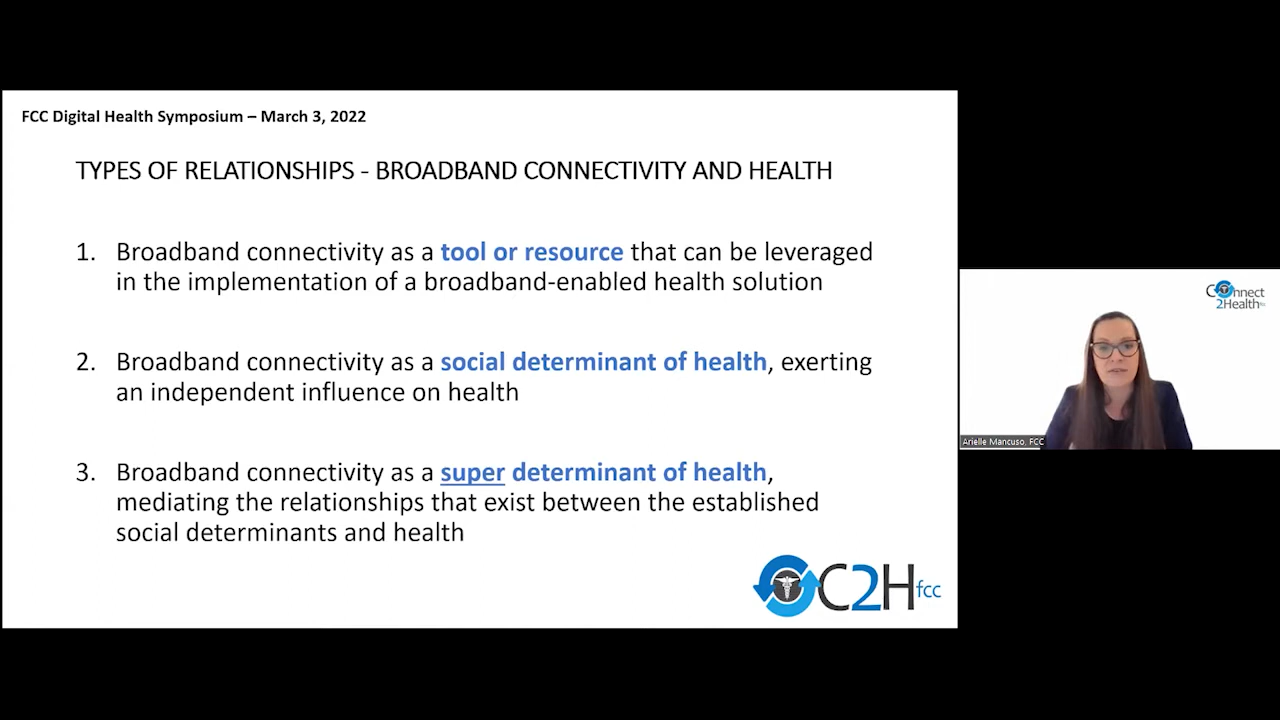 FCC Digital Health Symposium – March 3, 2022
TYPES OF RELATIONSHIPS - BROADBAND CONNECTIVITY AND HEALTH
1. Broadband connectivity as a tool or resource that can be leveraged
in the implementation of a broadband-enabled health solution
2. Broadband connectivity as a social determinant of health, exerting
an independent influence on health
3. Broadband connectivity as a super determinant of health,
mediating the relationships that exist between the established
social determinants and health
C2H fcc
Connect
2Health
Arielle Mancuso, FCC